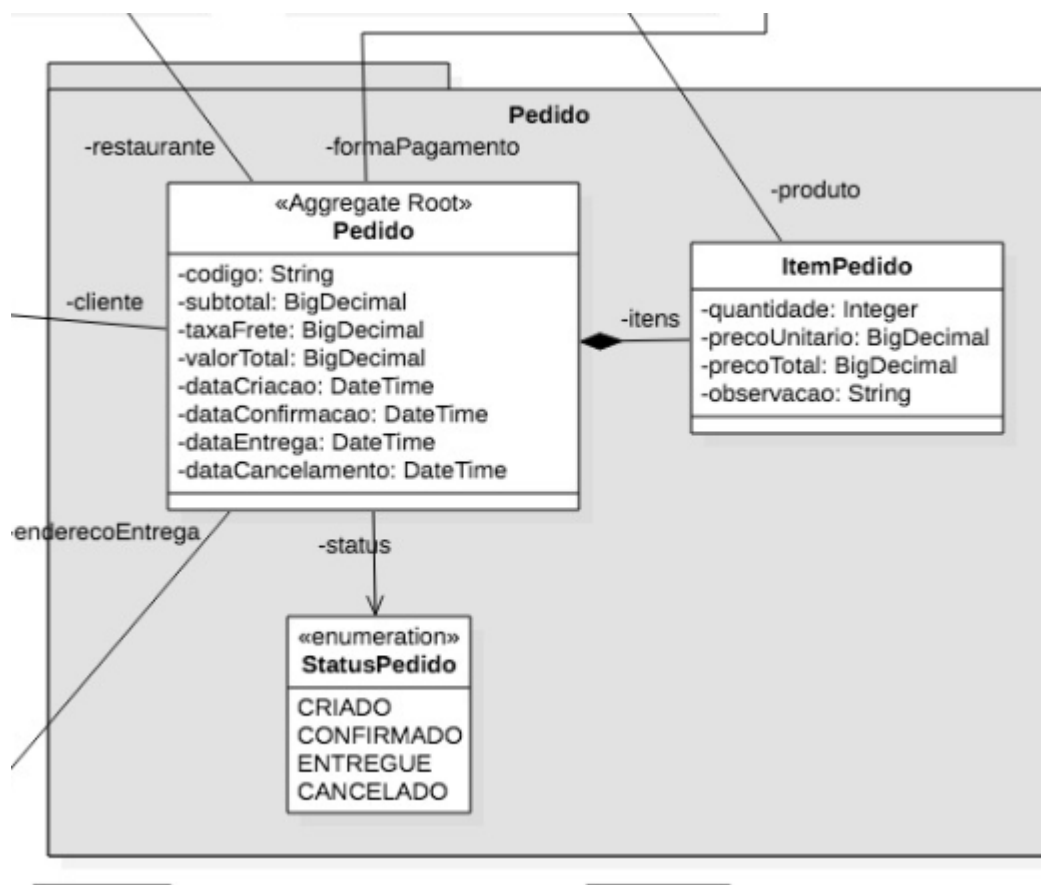 Pedido
-restaurante
-formaPagamento
-produto
«Aggregate Root»
Pedido
-codigo: String
-subtotal: BigDecimal
-taxaFrete: BigDecimal
-valorTotal: BigDecimal
-dataCriacao: DateTime
-dataConfirmacao: DateTime
-dataEntrega: DateTime
-dataCancelamento: DateTime
-cliente
-itens
ItemPedido
-quantidade: Integer
-precoUnitario: BigDecimal
-precoTotal: BigDecimal
-observacao: String
-enderecoEntrega
-status
«enumeration»
StatusPedido
CRIADO
CONFIRMADO
ENTREGUE
CANCELADO